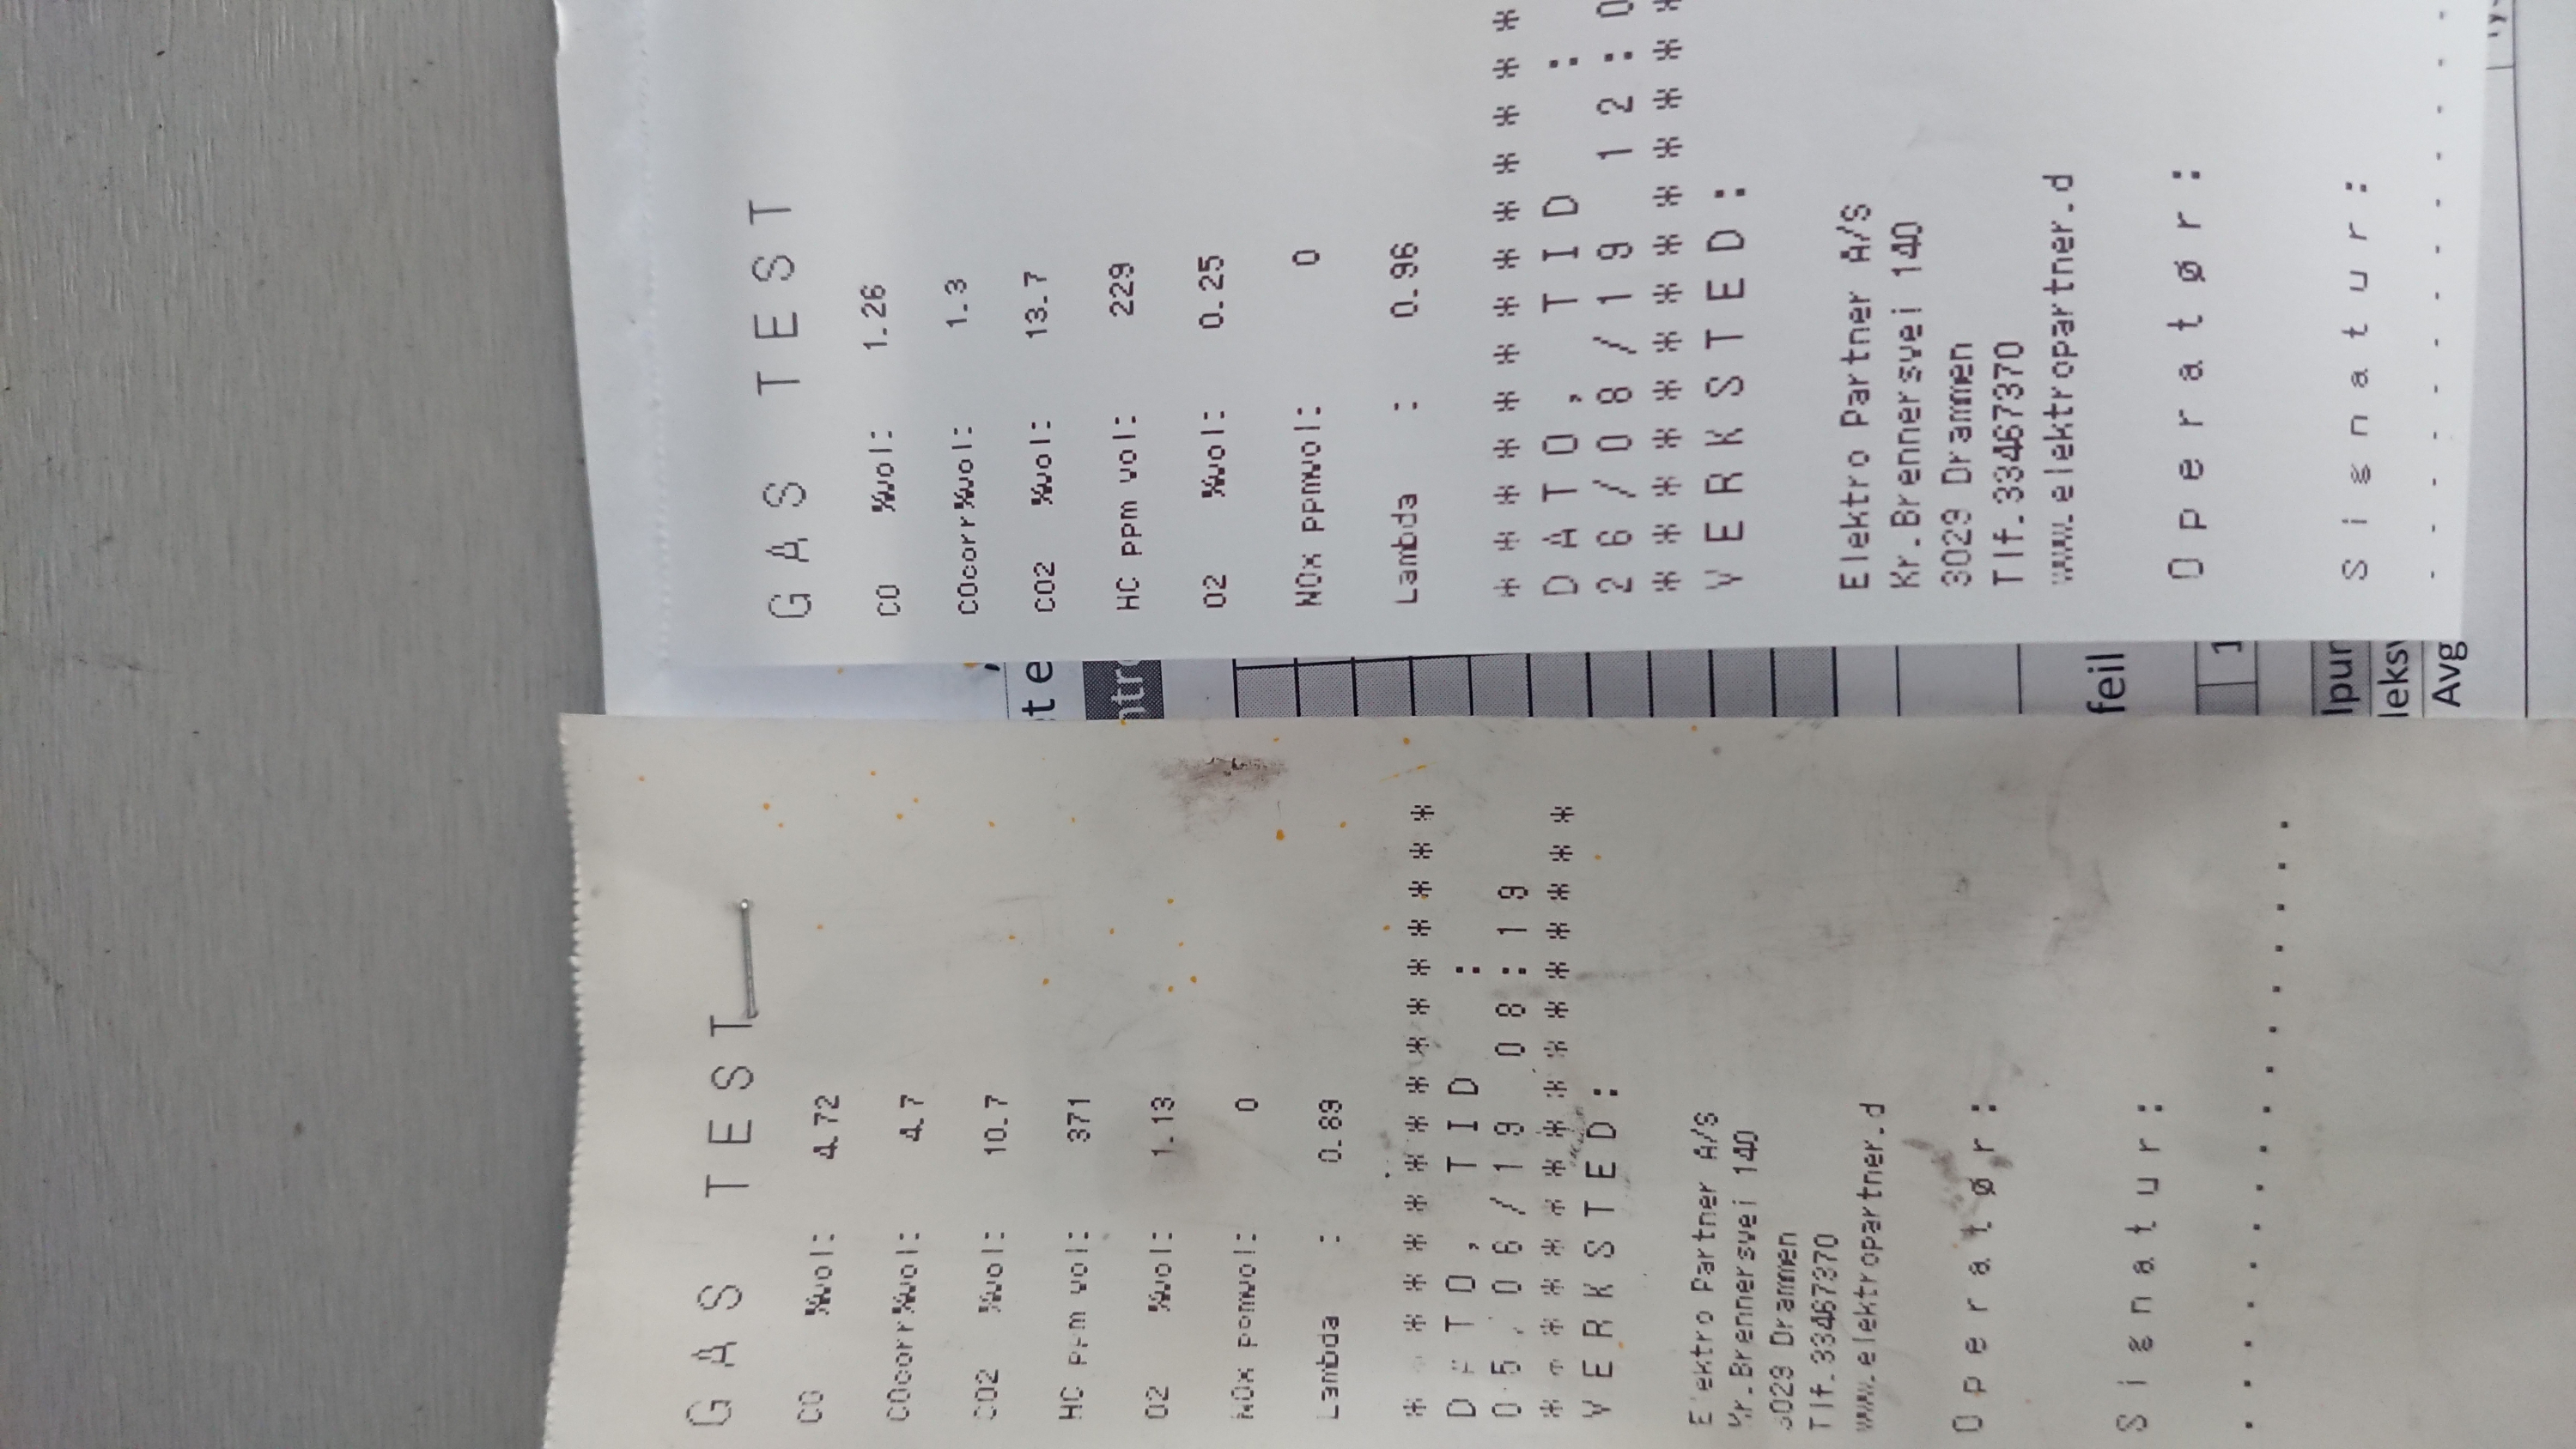 GAS TEST
CO %vol: 1.26
COcorr%vol: 1.3
CO2 %vol: 13.7
HC ppm vol: 229
O2 %vol: 0.25
NOx ppmvol: 0
Lambda : 0.96
*************
DATO, TID :
26/08/19 12:0
*************
VERKSTED:
Elektro Partner A/S
Kr.Brennersvei 140
3029 Drammen
Tlf.33467370
www.elektropartner.d
Operatør:
Signatur:
ntr
feil
1
lpur
leksv
Avg
GAS TEST
CO %vol: 4.72
COcorr%vol: 4.7
CO2 %vol: 10.7
HC ppm vol: 371
O2 %vol: 1.13
NOx ppmvol: 0
Lambda : 0.89
****************
DATO, TID :
05/06/19 08:19
****************
VERKSTED:
Elektro Partner A/S
Kr.Brennersvei 140
3029 Drammen
Tlf.33467370
www.elektropartner.d
Operatør:
Signatur: